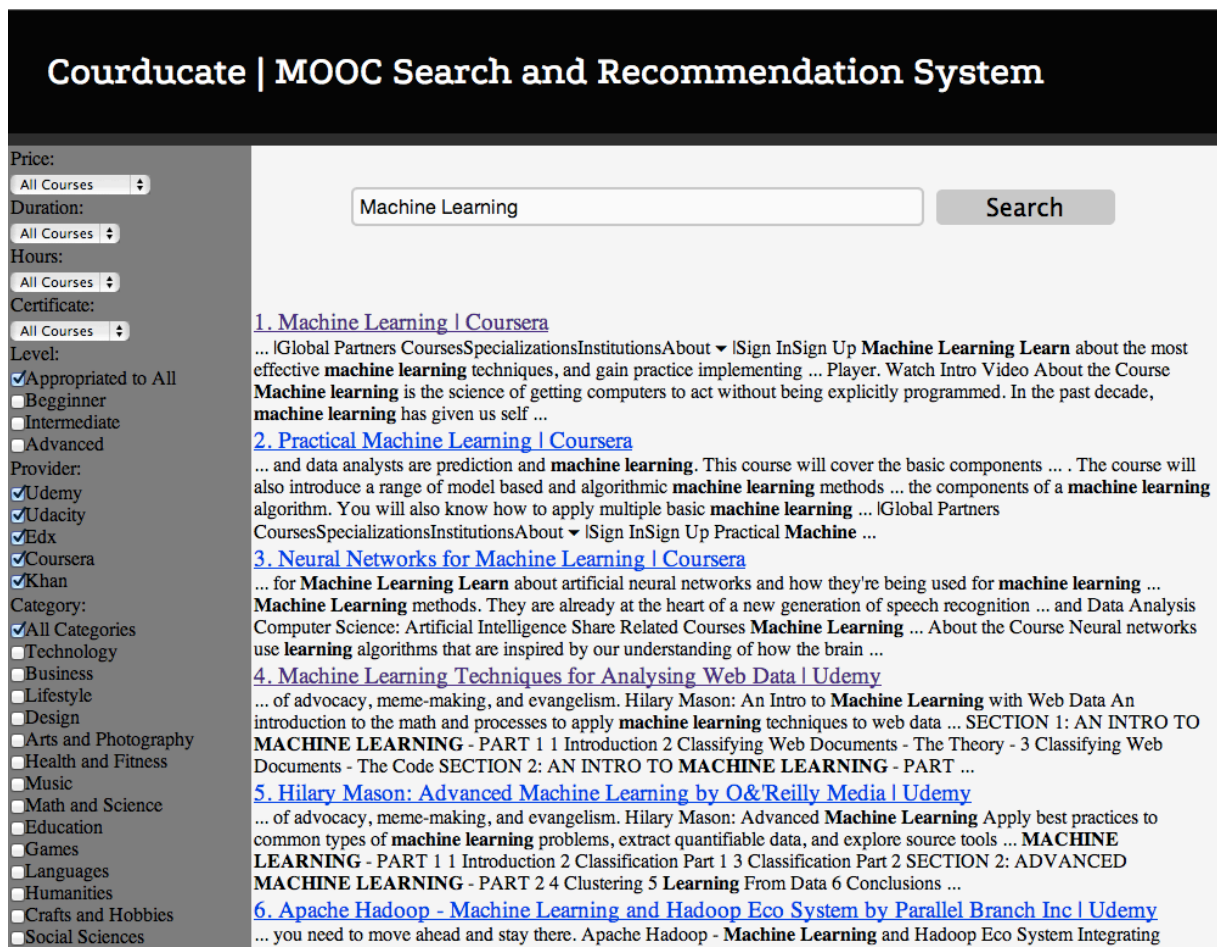 Courducate | MOOC Search and Recommendation System
Price:
All Courses
Duration:
All Courses
Hours:
All Courses
Certificate:
All Courses
Level:
Appropriated to All
Begginner
Intermediate
Advanced
Provider:
Udemy
Udacity
Edx
Coursera
Khan
Category:
All Categories
Technology
Business
Lifestyle
Design
Arts and Photography
Health and Fitness
Music
Math and Science
Education
Games
Languages
Humanities
Crafts and Hobbies
Social Sciences
Machine Learning
Search
1. Machine Learning | Coursera
... |Global Partners CoursesSpecializationsInstitutionsAbout ▾ |Sign InSign Up Machine Learning Learn about the most
effective machine learning techniques, and gain practice implementing ... Player. Watch Intro Video About the Course
Machine learning is the science of getting computers to act without being explicitly programmed. In the past decade,
machine learning has given us self ...
2. Practical Machine Learning | Coursera
... and data analysts are prediction and machine learning. This course will cover the basic components ... . The course will
also introduce a range of model based and algorithmic machine learning methods ... the components of a machine learning
algorithm. You will also know how to apply multiple basic machine learning ... |Global Partners
CoursesSpecializationsInstitutionsAbout ▾ |Sign InSign Up Practical Machine ...
3. Neural Networks for Machine Learning | Coursera
... for Machine Learning Learn about artificial neural networks and how they're being used for machine learning ...
Machine Learning methods. They are already at the heart of a new generation of speech recognition ... and Data Analysis
Computer Science: Artificial Intelligence Share Related Courses Machine Learning ... About the Course Neural networks
use learning algorithms that are inspired by our understanding of how the brain ...
4. Machine Learning Techniques for Analysing Web Data | Udemy
... of advocacy, meme-making, and evangelism. Hilary Mason: An Intro to Machine Learning with Web Data An
introduction to the math and processes to apply machine learning techniques to web data ... SECTION 1: AN INTRO TO
MACHINE LEARNING - PART 1 1 Introduction 2 Classifying Web Documents - The Theory - 3 Classifying Web
Documents - The Code SECTION 2: AN INTRO TO MACHINE LEARNING - PART ...
5. Hilary Mason: Advanced Machine Learning by O&'Reilly Media | Udemy
... of advocacy, meme-making, and evangelism. Hilary Mason: Advanced Machine Learning Apply best practices to
common types of machine learning problems, extract quantifiable data, and explore source tools ... MACHINE
LEARNING - PART 1 1 Introduction 2 Classification Part 1 3 Classification Part 2 SECTION 2: ADVANCED
MACHINE LEARNING - PART 2 4 Clustering 5 Learning From Data 6 Conclusions ...
6. Apache Hadoop - Machine Learning and Hadoop Eco System by Parallel Branch Inc | Udemy
... you need to move ahead and stay there. Apache Hadoop - Machine Learning and Hadoop Eco System Integrating